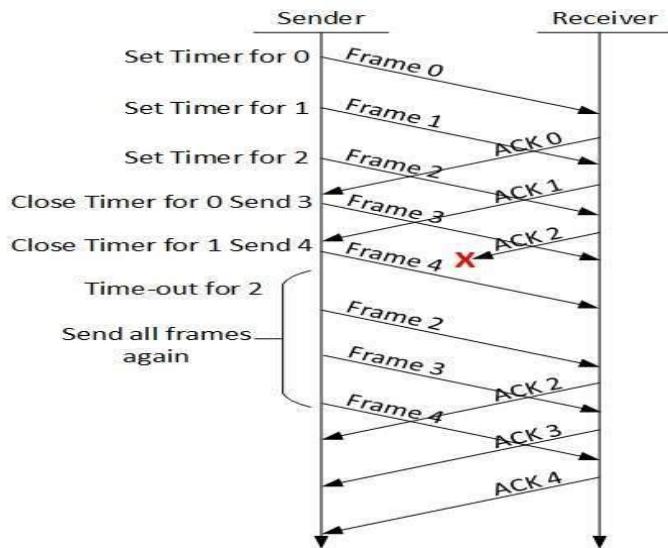 Sender
Receiver
Set Timer for 0
Frame 0
Set Timer for 1
Frame 1
ACK 0
Set Timer for 2
Frame 2
ACK 1
Close Timer for 0 Send 3
Frame 3
ACK 2
Close Timer for 1 Send 4
Frame 4
X
Time-out for 2
Send all frames
again
Frame 2
Frame 3
ACK 2
Frame 4
ACK 3
ACK 4